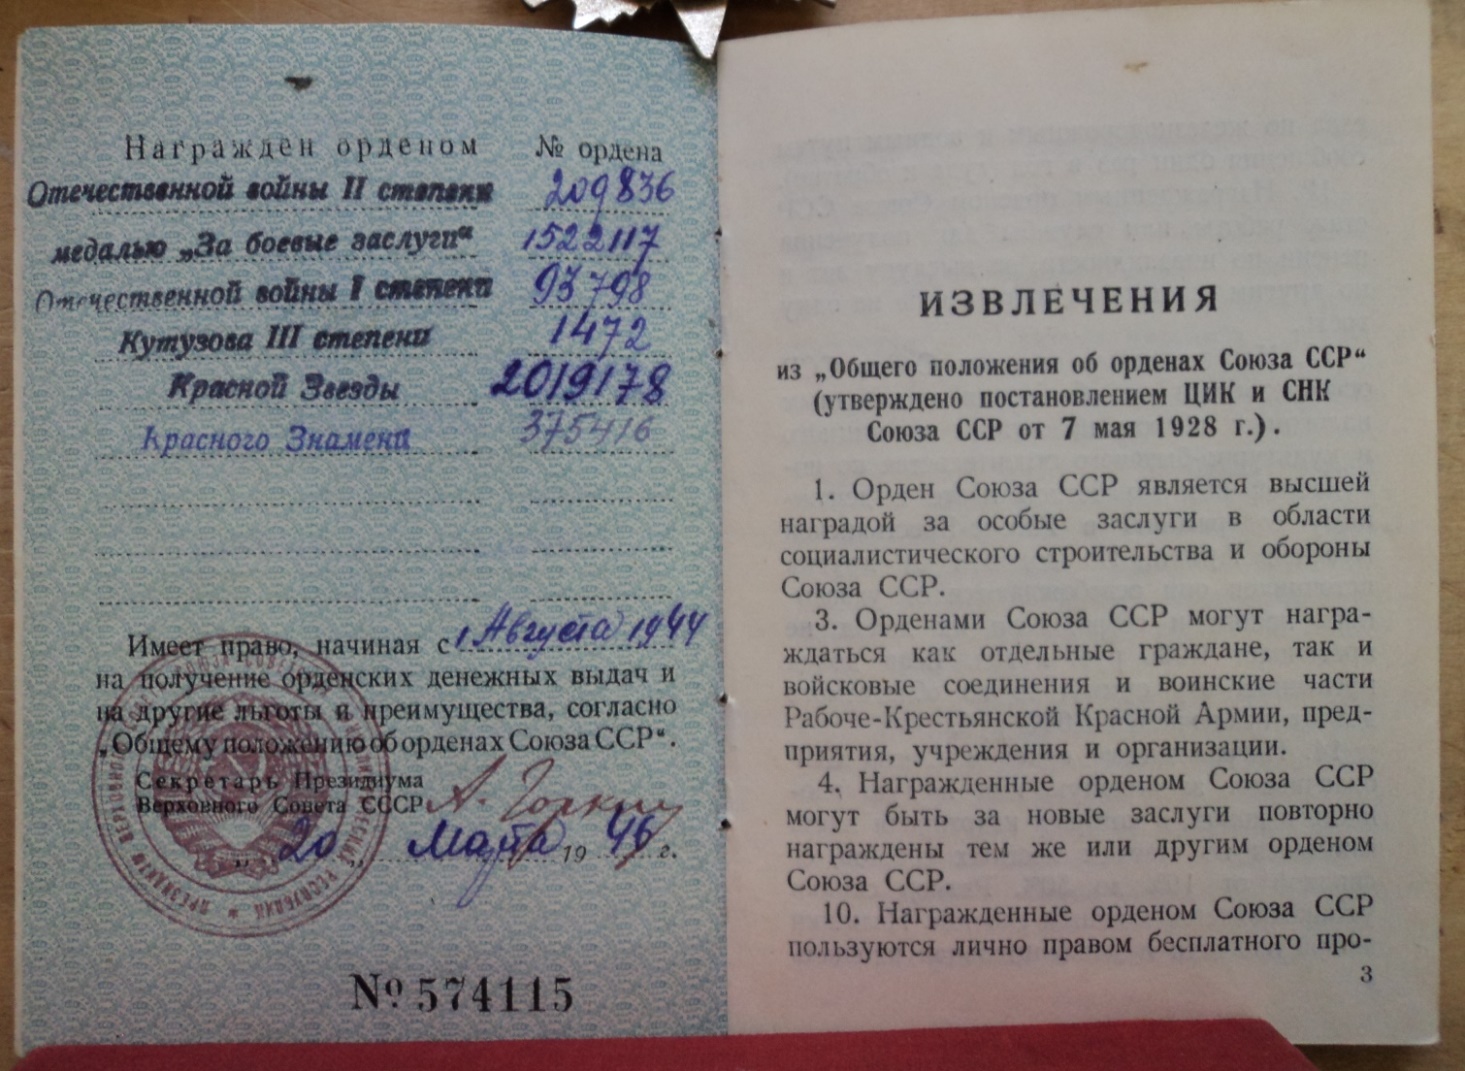 Награжден орденом № ордена
Отечественной войны II степени 209836
медалью „За боевые заслуги“ 1522117
Отечественной войны I степени 93798
Кутузова III степени 1472
Красной Звезды 2019178
Красного Знамени 375416
Имеет право, начиная с 1 Августа 1944
на получение орденских денежных выдач и
на другие льготы и преимущества, согласно
„Общему положению об орденах Союза ССР“.
Секретарь Президиума
Верховного Совета СССР А. Горкин
„ 20 „ Марта 1946 г.
№ 574115
ИЗВЛЕЧЕНИЯ
из „Общего положения об орденах Союза ССР“
(утверждено постановлением ЦИК и СНК
Союза ССР от 7 мая 1928 г.).
1. Орден Союза ССР является высшей
наградой за особые заслуги в области
социалистического строительства и обороны
Союза ССР.
3. Орденами Союза ССР могут награ-
ждаться как отдельные граждане, так и
войсковые соединения и воинские части
Рабоче-Крестьянской Красной Армии, пред-
приятия, учреждения и организации.
4. Награжденные орденом Союза ССР
могут быть за новые заслуги повторно
награждены тем же или другим орденом
Союза ССР.
10. Награжденные орденом Союза ССР
пользуются лично правом бесплатного про-
3